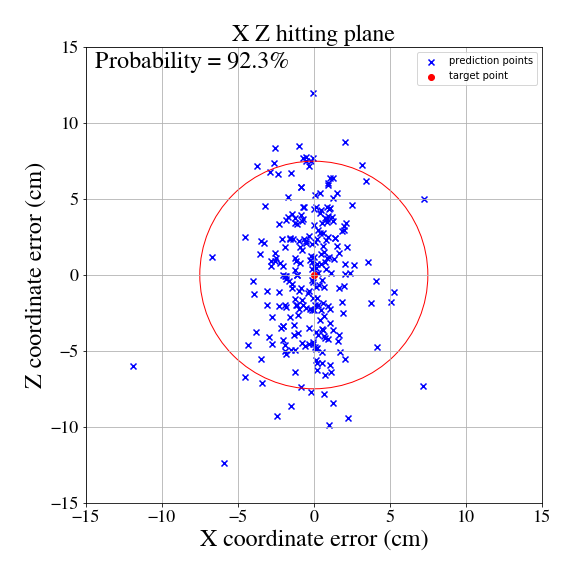 X Z hitting plane
Probability = 92.3%
prediction points
target point
15
10
5
0
−5
−10
−15
Z coordinate error (cm)
−15
−10
−5
0
5
10
15
X coordinate error (cm)